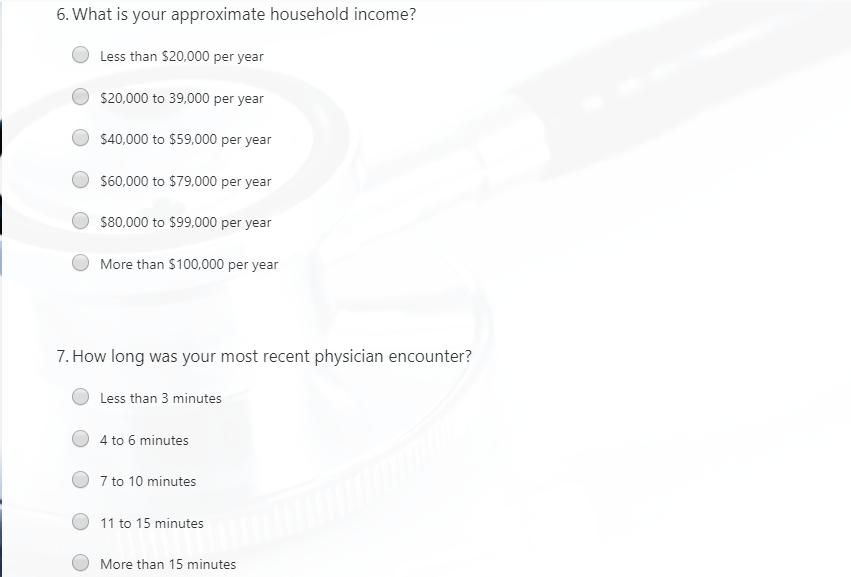 6. What is your approximate household income?
Less than $20,000 per year
$20,000 to 39,000 per year
$40,000 to $59,000 per year
$60,000 to $79,000 per year
$80,000 to $99,000 per year
More than $100,000 per year
7. How long was your most recent physician encounter?
Less than 3 minutes
4 to 6 minutes
7 to 10 minutes
11 to 15 minutes
More than 15 minutes